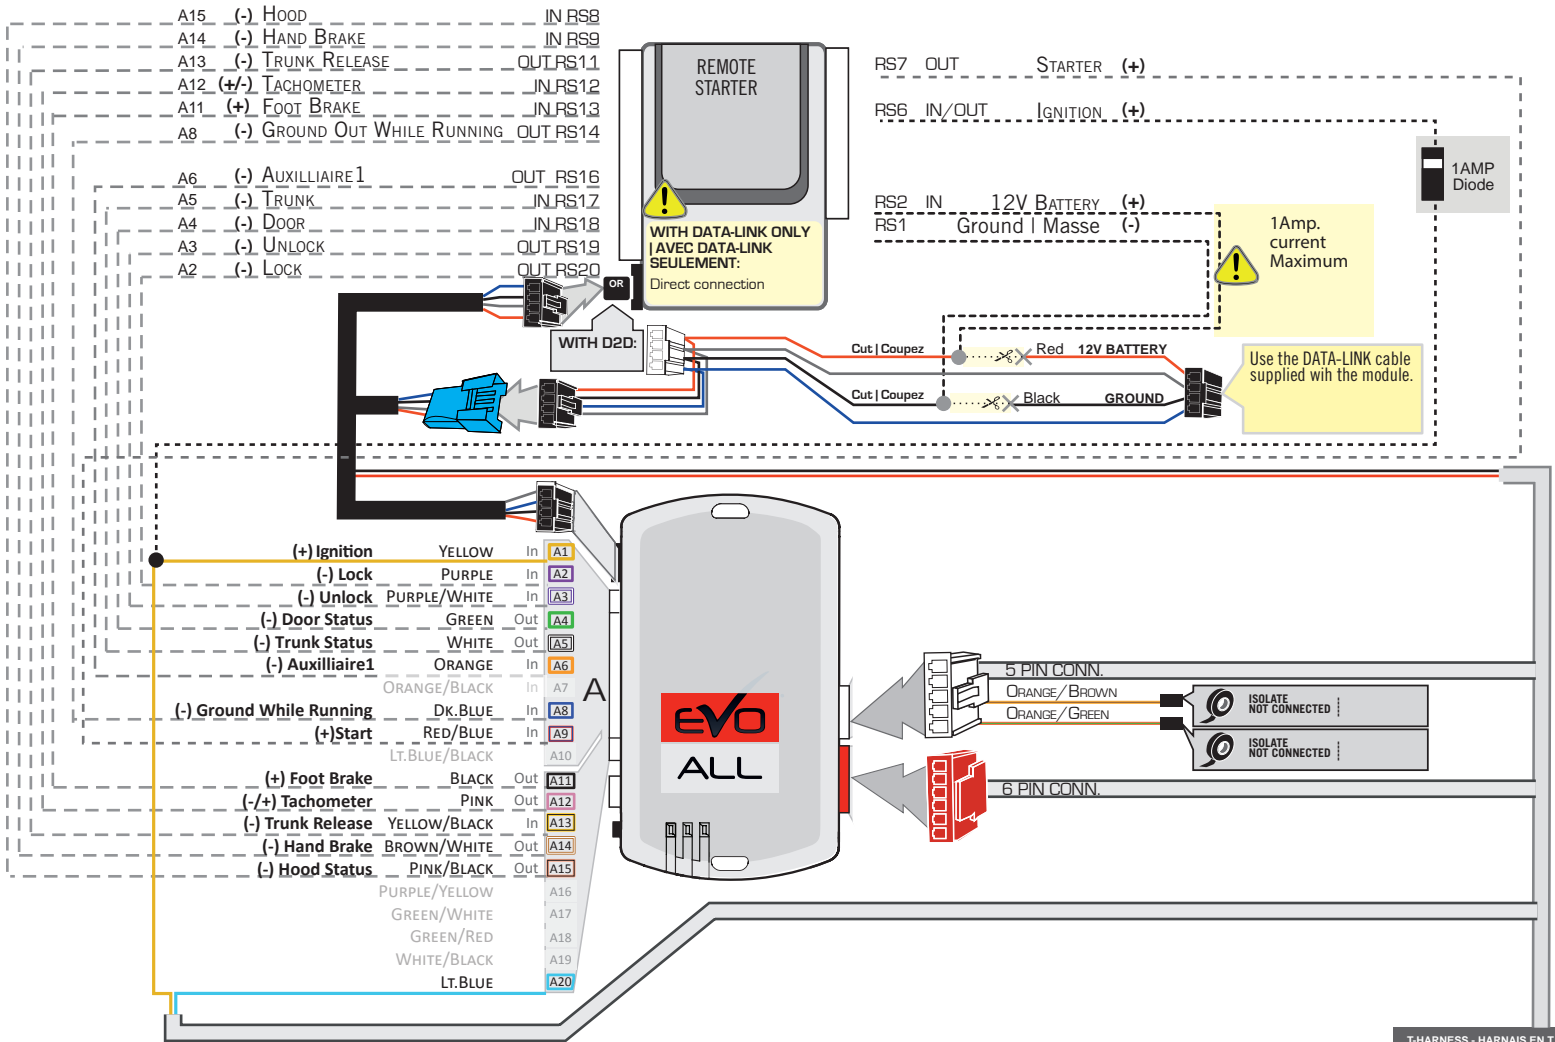 A15 (-) HOOD IN RS8
A14 (-) HAND BRAKE IN RS9
A13 (-) TRUNK RELEASE OUT RS11
A12 (+/-) TACHOMETER IN RS12
A11 (+) FOOT BRAKE IN RS13
A8 (-) GROUND OUT WHILE RUNNING OUT RS14
A6 (-) AUXILLIAIRE1 OUT RS16
A5 (-) TRUNK IN RS17
A4 (-) DOOR IN RS18
A3 (-) UNLOCK OUT RS19
A2 (-) LOCK OUT RS20
REMOTE
STARTER
WITH DATA-LINK ONLY
| AVEC DATA-LINK
SEULEMENT:
Direct connection
OR
WITH D2D:
RS7 OUT STARTER (+)
RS6 IN/OUT IGNITION (+)
1AMP
Diode
RS2 IN 12V BATTERY (+)
RS1 Ground | Masse (-)
1Amp.
current
Maximum
Cut | Coupez Red 12V BATTERY
Cut | Coupez Black GROUND
Use the DATA-LINK cable
supplied wih the module.
(+) Ignition YELLOW In A1
(-) Lock PURPLE In A2
(-) Unlock PURPLE/WHITE In A3
(-) Door Status GREEN Out A4
(-) Trunk Status WHITE Out A5
(-) Auxilliaire1 ORANGE In A6
ORANGE/BLACK In A7
(-) Ground While Running DK.BLUE In A8
(+)Start RED/BLUE In A9
LT.BLUE/BLACK A10
(+) Foot Brake BLACK Out A11
(-/+) Tachometer PINK Out A12
(-) Trunk Release YELLOW/BLACK In A13
(-) Hand Brake BROWN/WHITE Out A14
(-) Hood Status PINK/BLACK Out A15
PURPLE/YELLOW A16
GREEN/WHITE A17
GREEN/RED A18
WHITE/BLACK A19
LT.BLUE A20
A
EVO
ALL
5 PIN CONN.
ORANGE/BROWN
ORANGE/GREEN
ISOLATE
NOT CONNECTED
ISOLATE
NOT CONNECTED
6 PIN CONN.
T-HARNESS - HARNAIS EN T